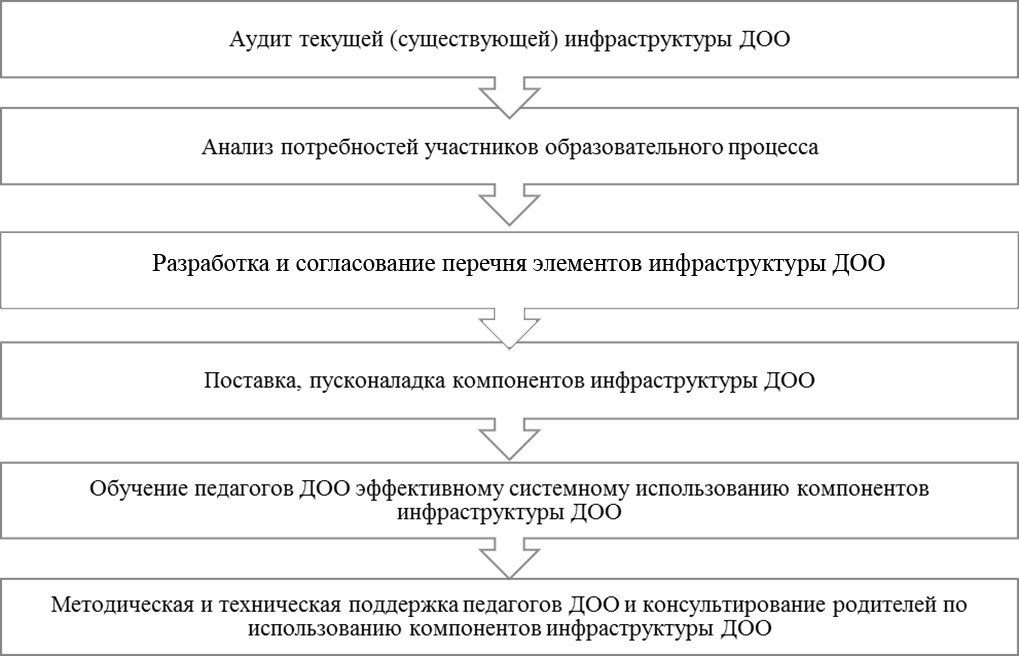 Аудит текущей (существующей) инфраструктуры ДОО
Анализ потребностей участников образовательного процесса
Разработка и согласование перечня элементов инфраструктуры ДОО
Поставка, пусконаладка компонентов инфраструктуры ДОО
Обучение педагогов ДОО эффективному системному использованию компонентов
инфраструктуры ДОО
Методическая и техническая поддержка педагогов ДОО и консультирование родителей по
использованию компонентов инфраструктуры ДОО